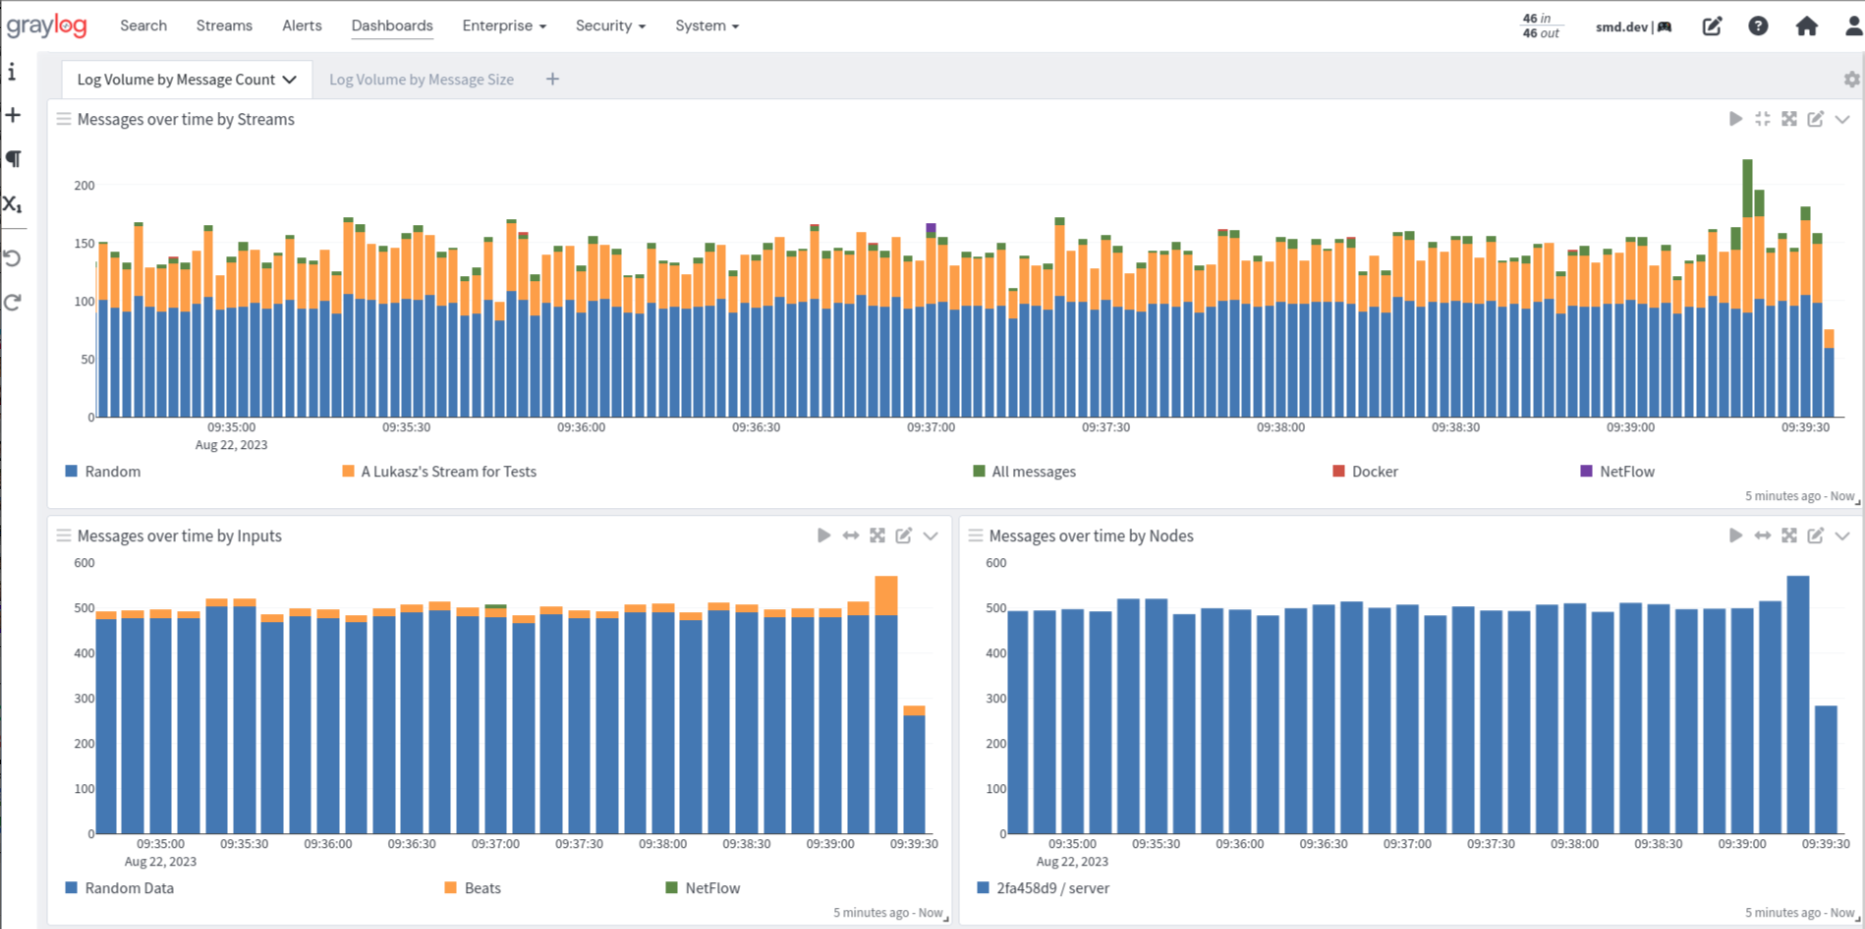 graylog Search Streams Alerts Dashboards Enterprise Security System 46 in smd.dev |
46 out
Log Volume by Message Count Log Volume by Message Size +
Messages over time by Streams
200
150
100
50
0
09:35:00 09:35:30 09:36:00 09:36:30 09:37:00 09:37:30 09:38:00 09:38:30 09:39:00 09:39:30
Aug 22, 2023
Random A Lukasz's Stream for Tests All messages Docker NetFlow
5 minutes ago - Now
Messages over time by Inputs
600
500
400
300
200
100
0
09:35:00 09:35:30 09:36:00 09:36:30 09:37:00 09:37:30 09:38:00 09:38:30 09:39:00 09:39:30
Aug 22, 2023
Random Data Beats NetFlow
5 minutes ago - Now
Messages over time by Nodes
600
500
400
300
200
100
0
09:35:00 09:35:30 09:36:00 09:36:30 09:37:00 09:37:30 09:38:00 09:38:30 09:39:00 09:39:30
Aug 22, 2023
2fa458d9 / server
5 minutes ago - Now